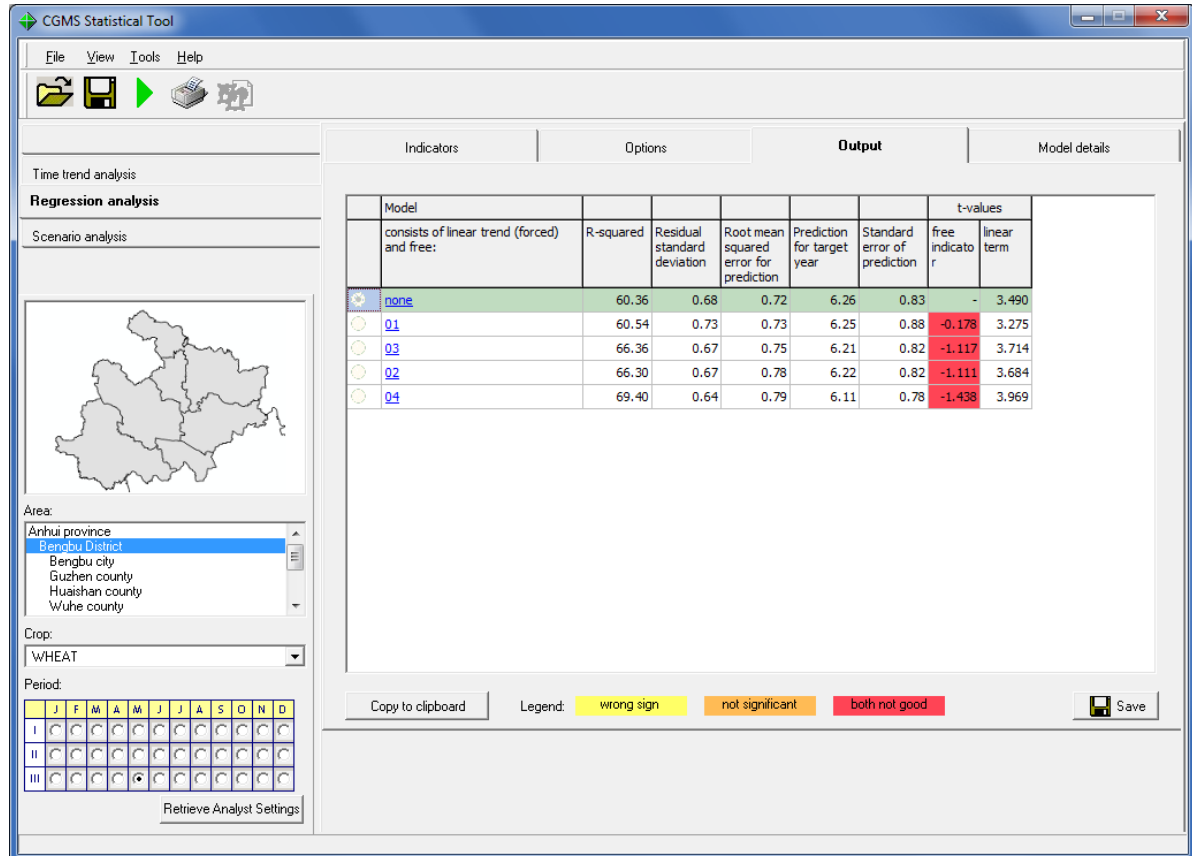 CGMS Statistical Tool
File View Tools Help
Indicators Options Output Model details
Time trend analysis
Regression analysis
Scenario analysis
Model t-values
consists of linear trend (forced) and free: R-squared Residual standard deviation Root mean squared error for prediction Prediction for target year Standard error of prediction free indicato r linear term
none 60.36 0.68 0.72 6.26 0.83 - 3.490
01 60.54 0.73 0.73 6.25 0.88 -0.178 3.275
03 66.36 0.67 0.75 6.21 0.82 -1.117 3.714
02 66.30 0.67 0.78 6.22 0.82 -1.111 3.684
04 69.40 0.64 0.79 6.11 0.78 -1.438 3.969
Area:
Anhui province
Bengbu District
Bengbu city
Guzhen county
Huaishan county
Wuhe county
Crop:
WHEAT
Period:
J F M A M J J A S O N D
I
II
III
Retrieve Analyst Settings
Copy to clipboard Legend: wrong sign not significant both not good Save